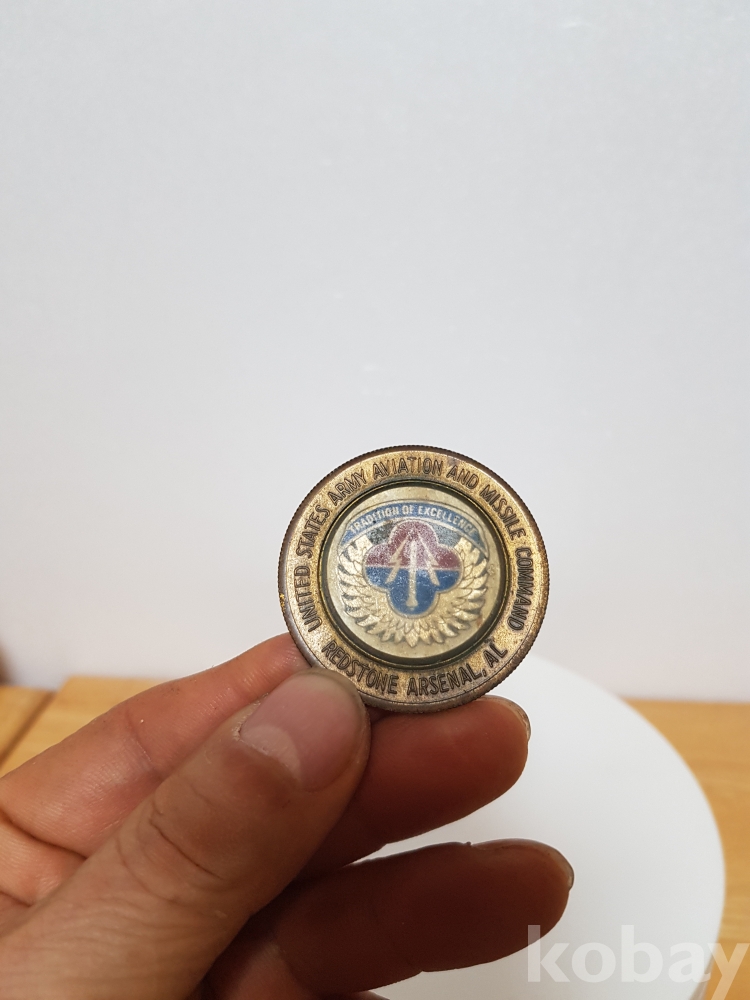 UNITED STATES ARMY AVIATION AND MISSILE COMMAND
TRADITION OF EXCELLENCE
REDSTONE ARSENAL, AL
kobay